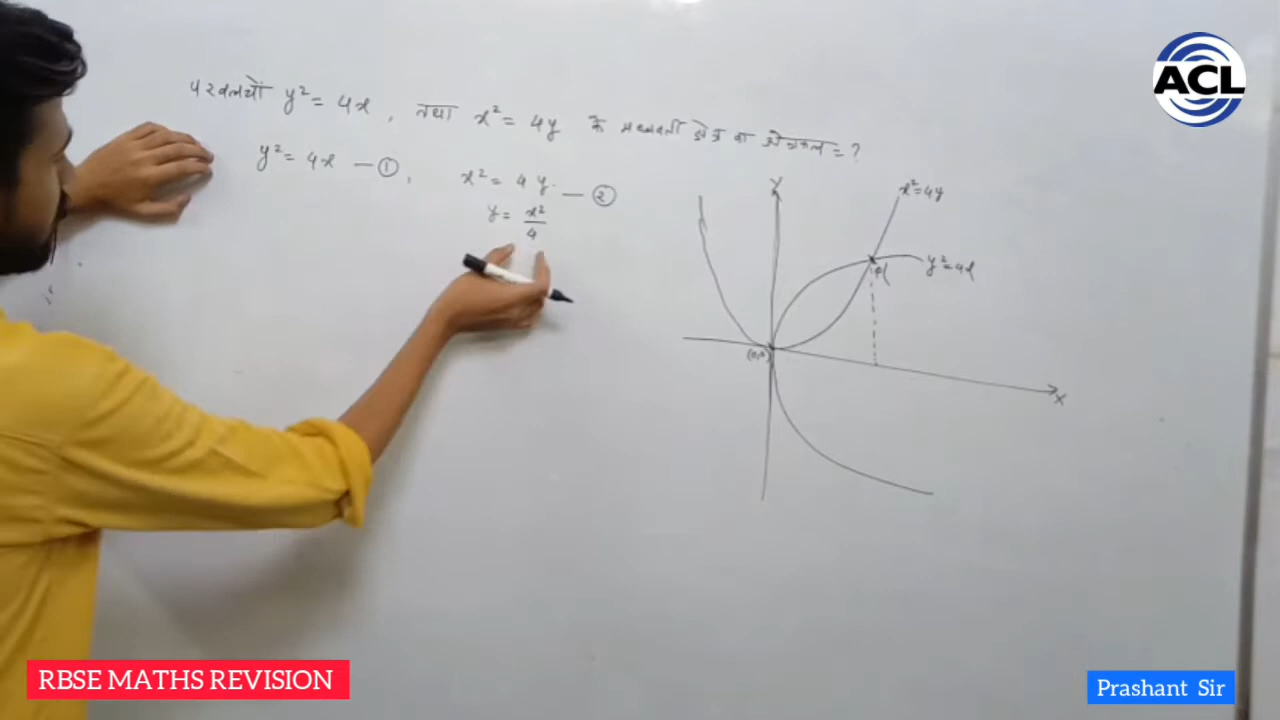 परवलयों y² = 4x , तथा x² = 4y के मध्यवर्ती क्षेत्र का क्षेत्रफल = ?
y² = 4x — ①, x² = 4y. — ②
y = x²/4
Y
x²=4y
y²=4x
(0,0)
X
ACL
RBSE MATHS REVISION
Prashant Sir